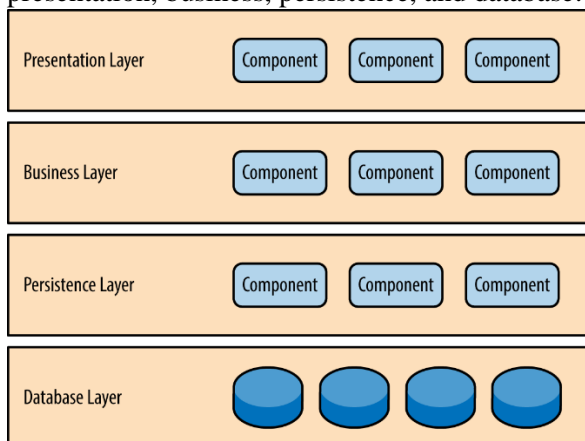 presentation, business, persistence, and database.
Presentation Layer Component Component Component
Business Layer Component Component Component
Persistence Layer Component Component Component
Database Layer